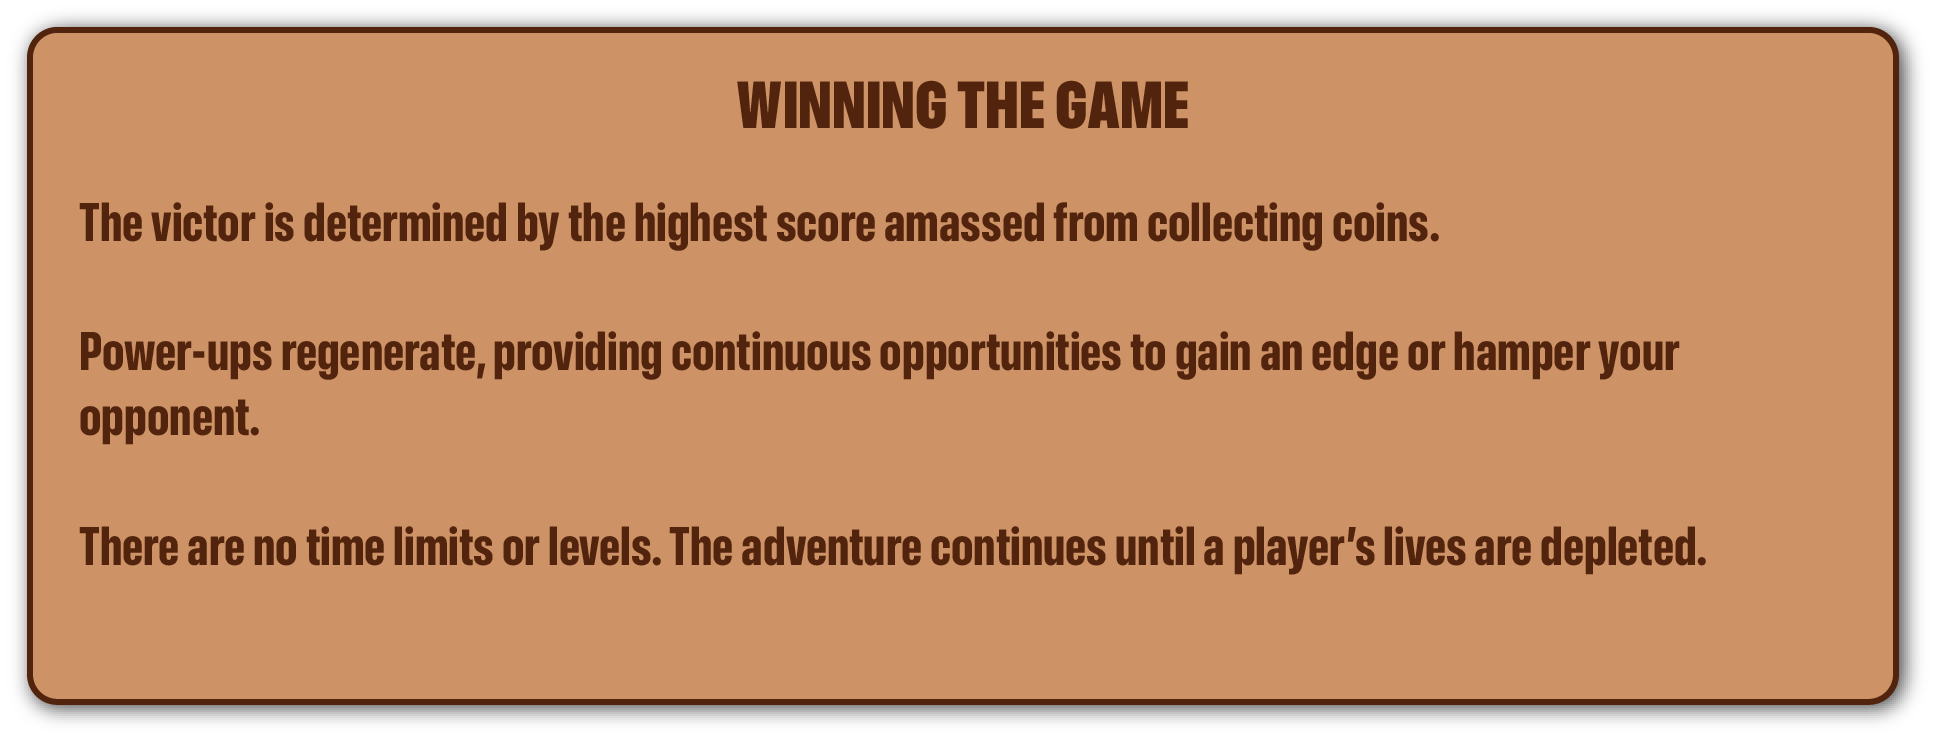 WINNING THE GAME
The victor is determined by the highest score amassed from collecting coins.
Power-ups regenerate, providing continuous opportunities to gain an edge or hamper your
opponent.
There are no time limits or levels. The adventure continues until a player's lives are depleted.